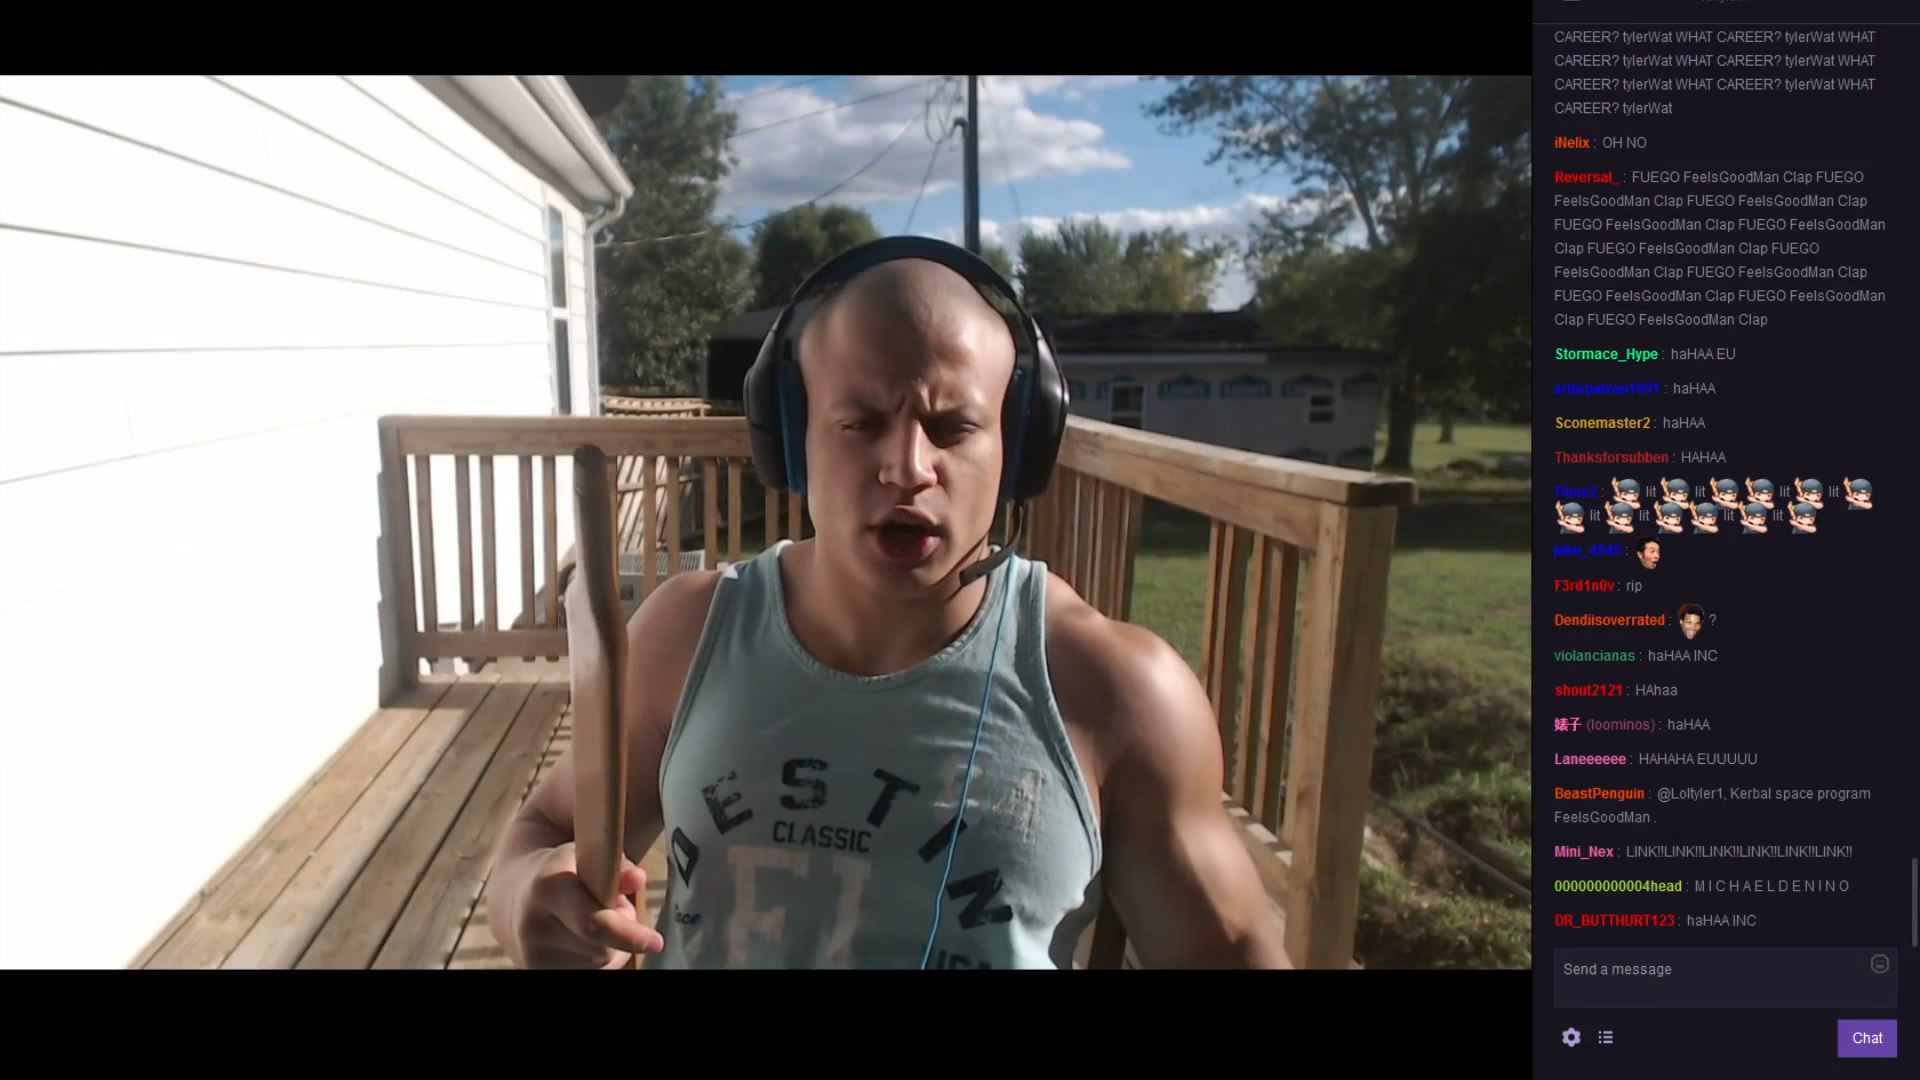 CAREER? tylerWat WHAT CAREER? tylerWat WHAT
CAREER? tylerWat WHAT CAREER? tylerWat WHAT
CAREER? tylerWat WHAT CAREER? tylerWat WHAT
CAREER? tylerWat
iNelix : OH NO
Reversal_ : FUEGO FeelsGoodMan Clap FUEGO
FeelsGoodMan Clap FUEGO FeelsGoodMan Clap
FUEGO FeelsGoodMan Clap FUEGO FeelsGoodMan
Clap FUEGO FeelsGoodMan Clap FUEGO
FeelsGoodMan Clap FUEGO FeelsGoodMan Clap
FUEGO FeelsGoodMan Clap FUEGO FeelsGoodMan
Clap FUEGO FeelsGoodMan Clap
Stormace_Hype : haHAA EU
arturpatrao1991 : haHAA
Sconemaster2 : haHAA
Thanksforsubben : HAHAA
: lit lit lit lit
lit lit lit lit
juke_4545 :
F3rd1n0v : rip
Dendiisoverrated : ?
violancianas : haHAA INC
shout2121 : HAhaa
婊子 (loominos) : haHAA
Laneeeeee : HAHAHA EUUUUU
BeastPenguin : @Loltyler1, Kerbal space program
FeelsGoodMan .
Mini_Nex : LINK!!LINK!!LINK!!LINK!!LINK!!LINK!!
000000000004head : M I C H A E L D E N I N O
DR_BUTTHURT123 : haHAA INC
Send a message
Chat
DESTIN
CLASSIC